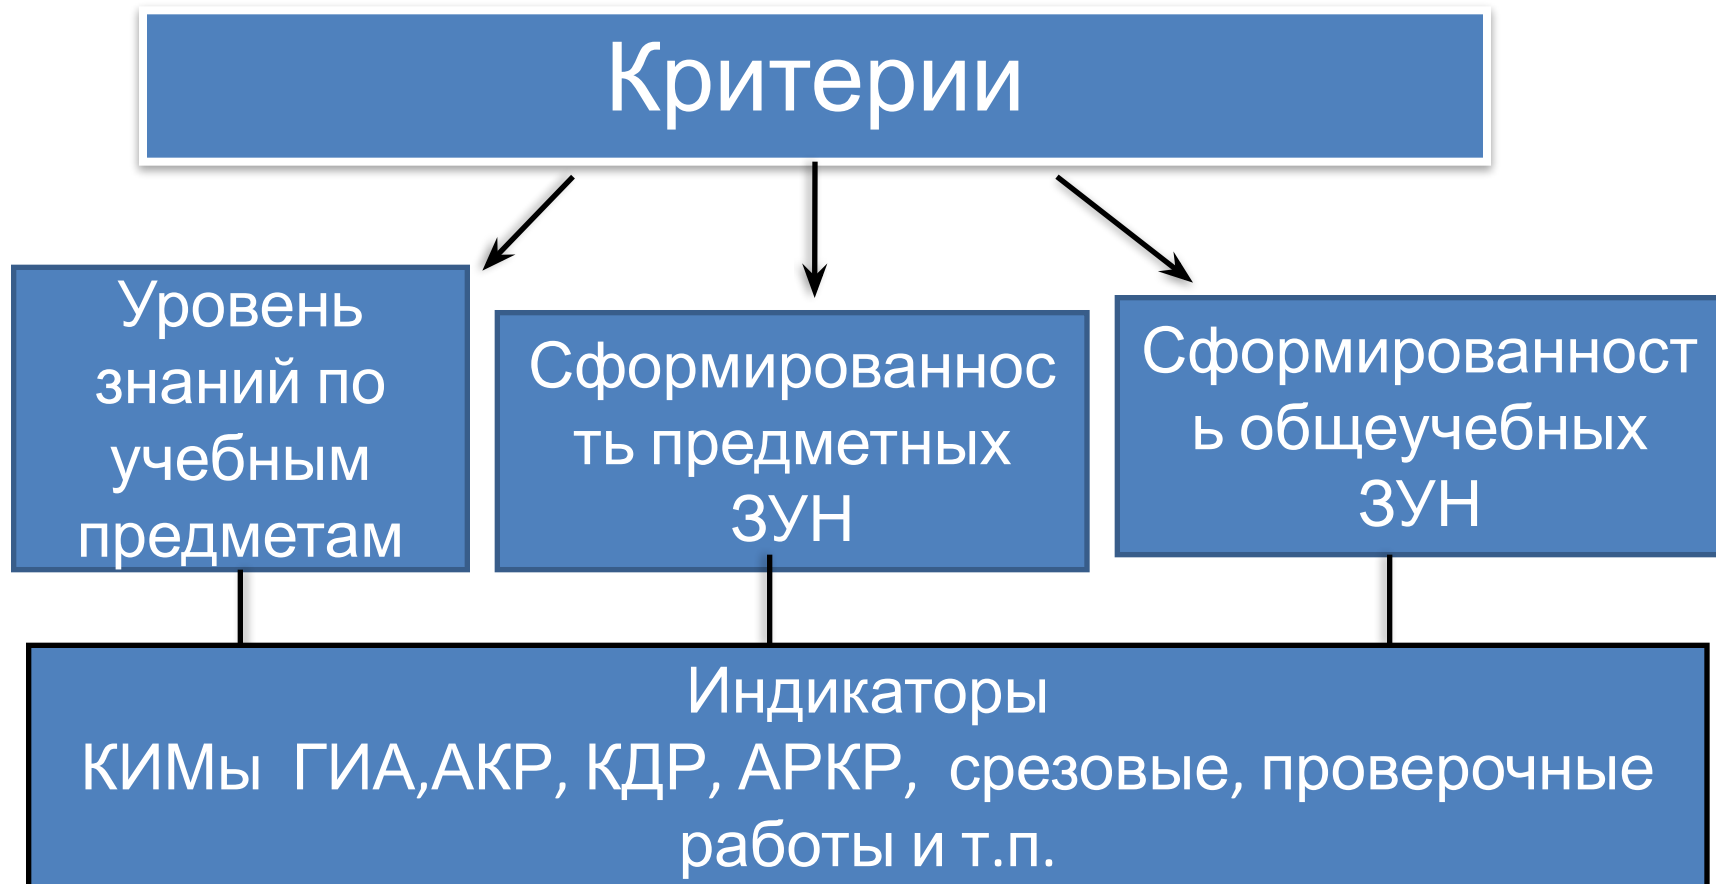 Критерии
Уровень
знаний по
учебным
предметам
Сформированнос
ть предметных
ЗУН
Сформированност
ь общеучебных
ЗУН
Индикаторы
КИМы  ГИА,АКР, КДР, АРКР,  срезовые, проверочные
работы и т.п.